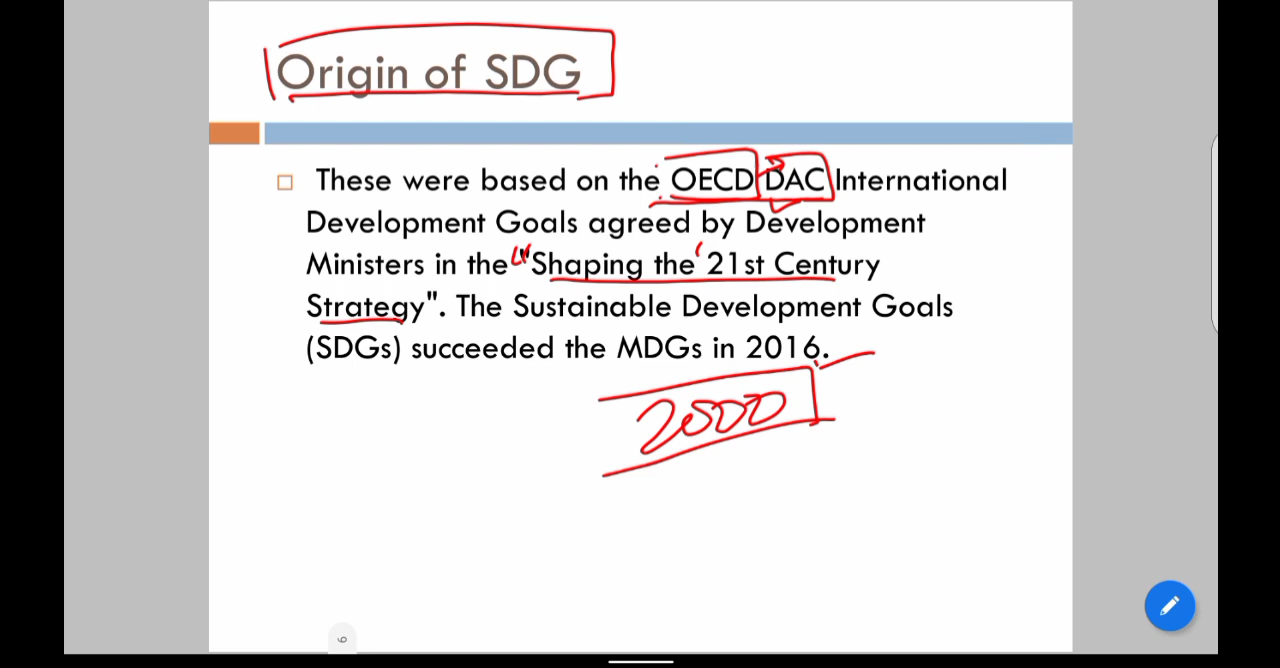 Origin of SDG
These were based on the OECD DAC International
Development Goals agreed by Development
Ministers in the "Shaping the 21st Century
Strategy". The Sustainable Development Goals
(SDGs) succeeded the MDGs in 2016.
2000
6